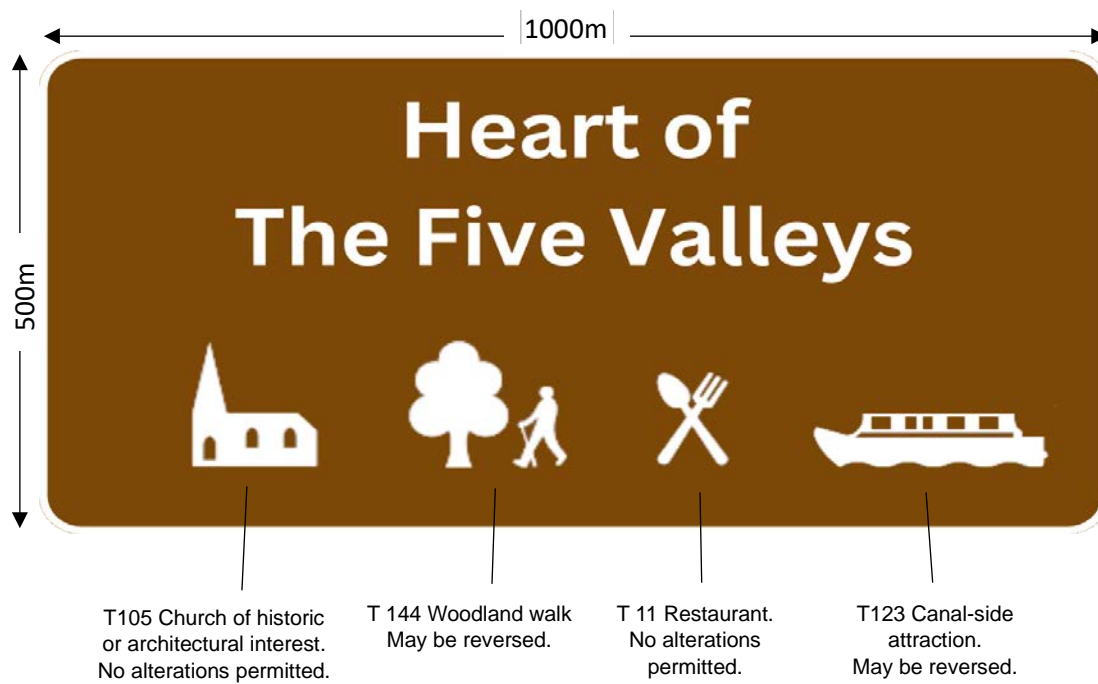 1000m
500m
Heart of
The Five Valleys
T105 Church of historic
or architectural interest.
No alterations permitted.
T 144 Woodland walk
May be reversed.
T 11 Restaurant.
No alterations
permitted.
T123 Canal-side
attraction.
May be reversed.